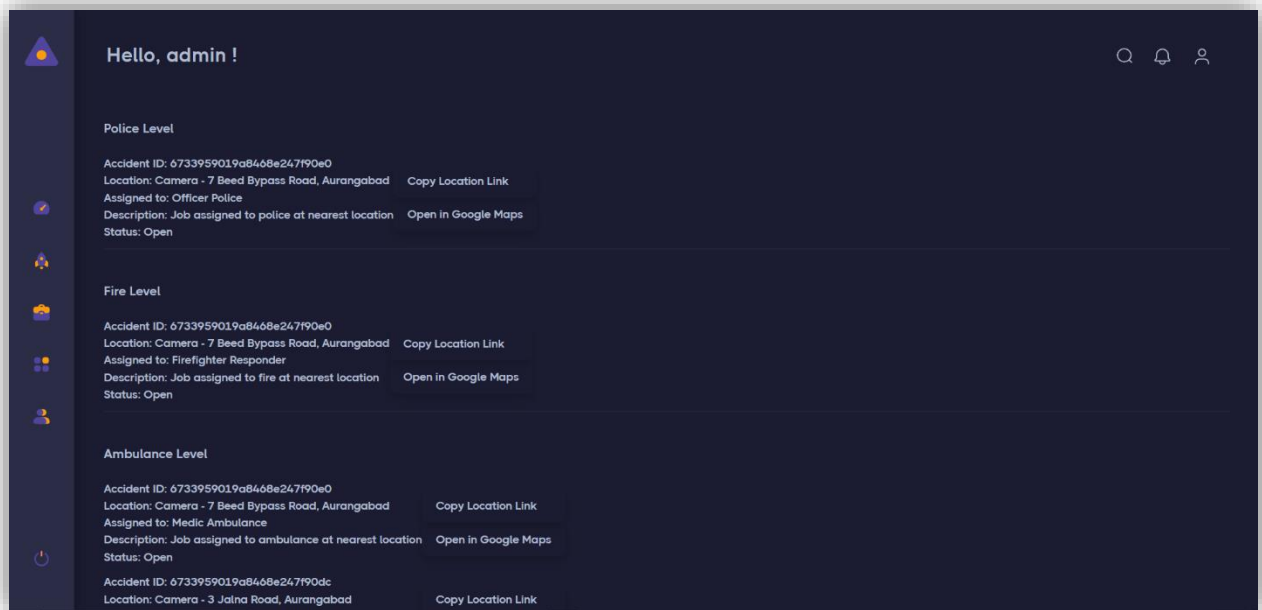 Hello, admin !
Police Level
Accident ID: 6733959019a8468e247f90e0
Location: Camera - 7 Beed Bypass Road, Aurangabad Copy Location Link
Assigned to: Officer Police
Description: Job assigned to police at nearest location Open in Google Maps
Status: Open
Fire Level
Accident ID: 6733959019a8468e247f90e0
Location: Camera - 7 Beed Bypass Road, Aurangabad Copy Location Link
Assigned to: Firefighter Responder
Description: Job assigned to fire at nearest location Open in Google Maps
Status: Open
Ambulance Level
Accident ID: 6733959019a8468e247f90e0
Location: Camera - 7 Beed Bypass Road, Aurangabad Copy Location Link
Assigned to: Medic Ambulance
Description: Job assigned to ambulance at nearest location Open in Google Maps
Status: Open
Accident ID: 6733959019a8468e247f90dc
Location: Camera - 3 Jalna Road, Aurangabad Copy Location Link